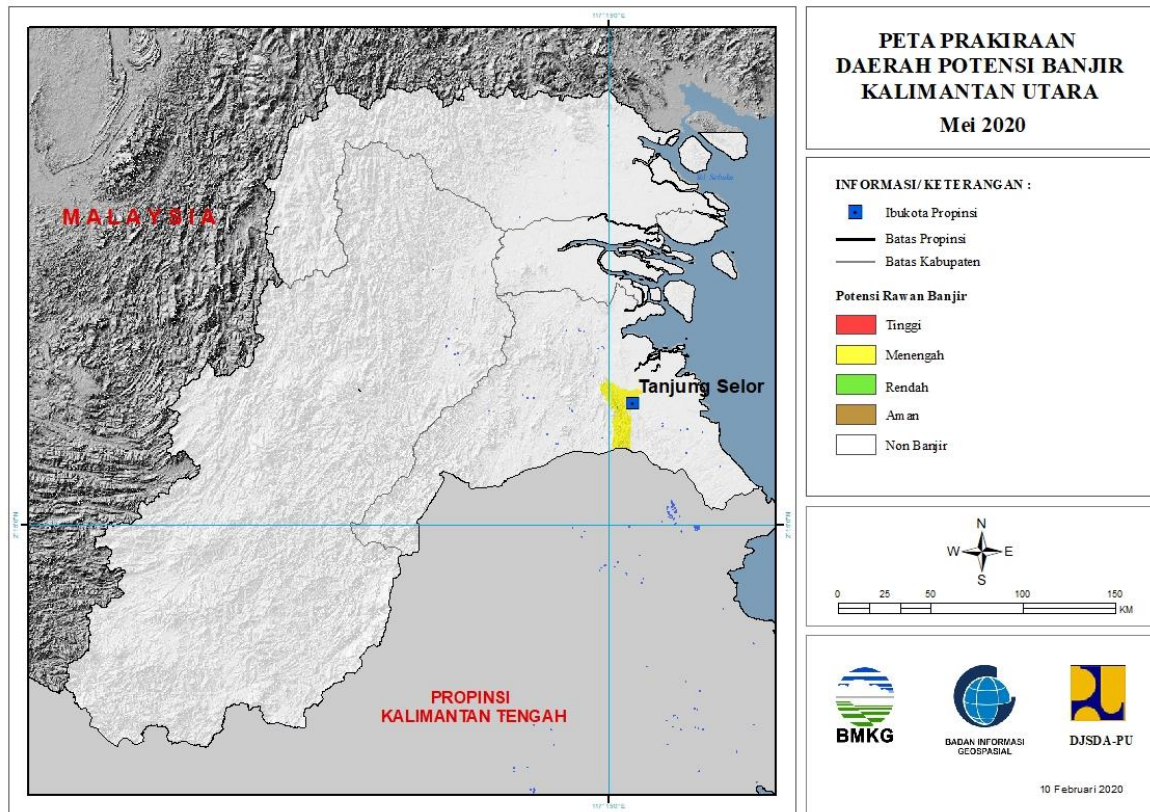 PETA PRAKIRAAN
DAERAH POTENSI BANJIR
KALIMANTAN UTARA
Mei 2020
MALAYSIA
Tanjung Selor
PROPINSI
KALIMANTAN TENGAH
INFORMASI/ KETERANGAN :
Ibukota Propinsi
Batas Propinsi
Batas Kabupaten
Potensi Rawan Banjir
Tinggi
Menengah
Rendah
Aman
Non Banjir
N
W E
S
0 25 50 100 150
KM
BMKG
BADAN INFORMASI
GEOSPASIAL
DJSDA-PU
10 Februari 2020